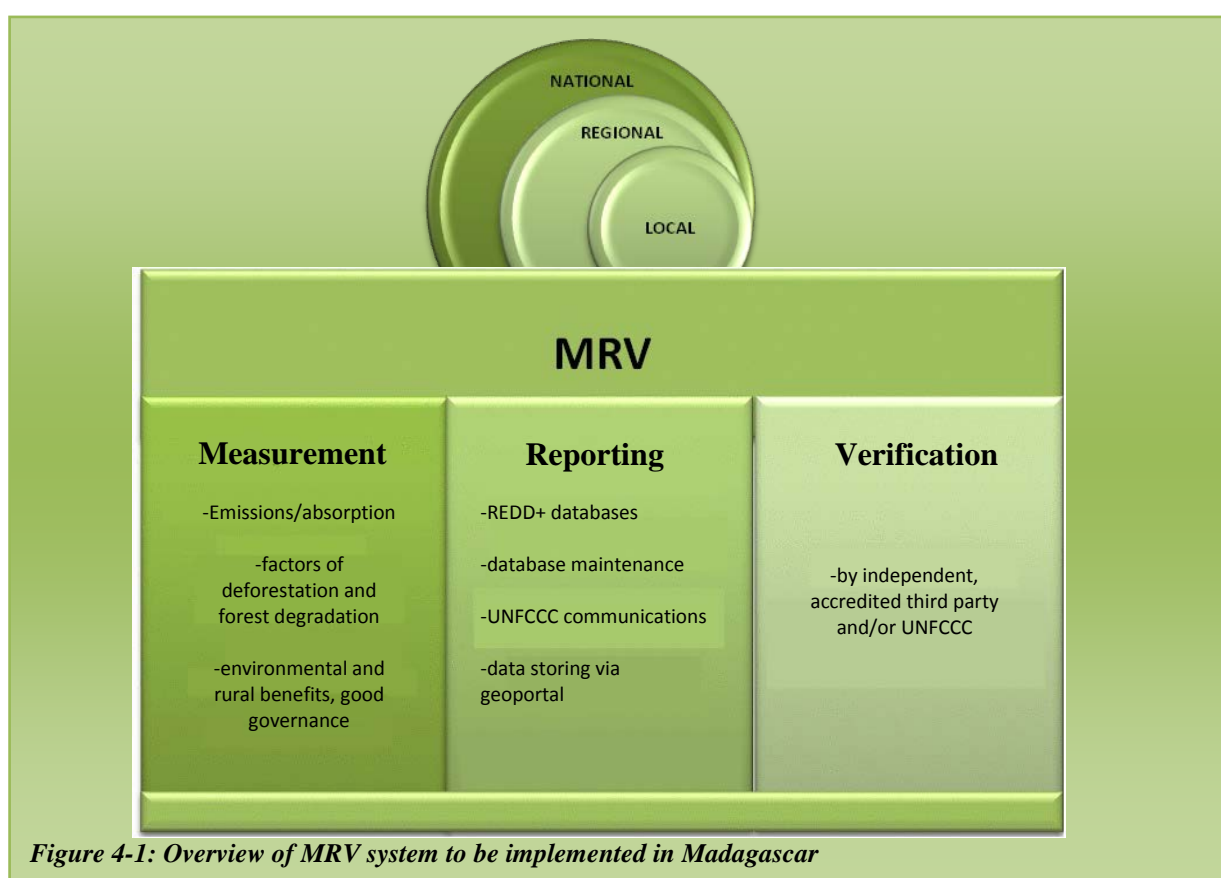 NATIONAL
REGIONAL
LOCAL
MRV
Measurement
-Emissions/absorption
-factors of
deforestation and
forest degradation
-environmental and
rural benefits, good
governance
Reporting
-REDD+ databases
-database maintenance
-UNFCCC communications
-data storing via
geoportal
Verification
-by independent,
accredited third party
and/or UNFCCC
Figure 4-1: Overview of MRV system to be implemented in Madagascar